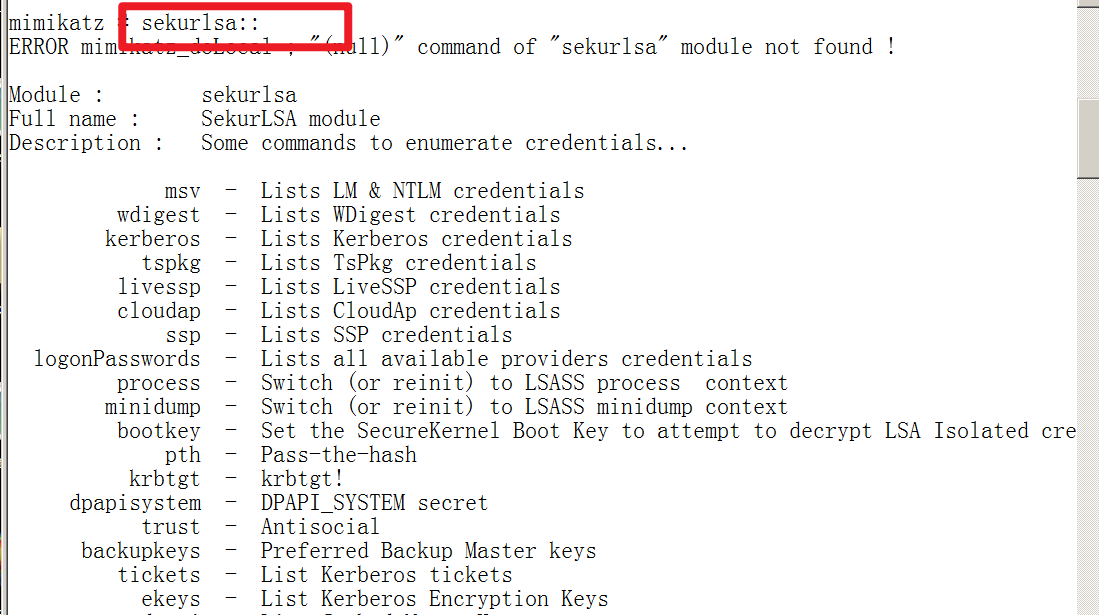 mimikatz # sekurlsa::
ERROR mimikatz_doLocal ; "(null)" command of "sekurlsa" module not found !
Module :        sekurlsa
Full name :     SekurLSA module
Description :   Some commands to enumerate credentials...
msv  -  Lists LM & NTLM credentials
wdigest  -  Lists WDigest credentials
kerberos  -  Lists Kerberos credentials
tspkg  -  Lists TsPkg credentials
livessp  -  Lists LiveSSP credentials
cloudap  -  Lists CloudAp credentials
ssp  -  Lists SSP credentials
logonPasswords  -  Lists all available providers credentials
process  -  Switch (or reinit) to LSASS process  context
minidump  -  Switch (or reinit) to LSASS minidump context
bootkey  -  Set the SecureKernel Boot Key to attempt to decrypt LSA Isolated cre
pth  -  Pass-the-hash
krbtgt  -  krbtgt!
dpapisystem  -  DPAPI_SYSTEM secret
trust  -  Antisocial
backupkeys  -  Preferred Backup Master keys
tickets  -  List Kerberos tickets
ekeys  -  List Kerberos Encryption Keys